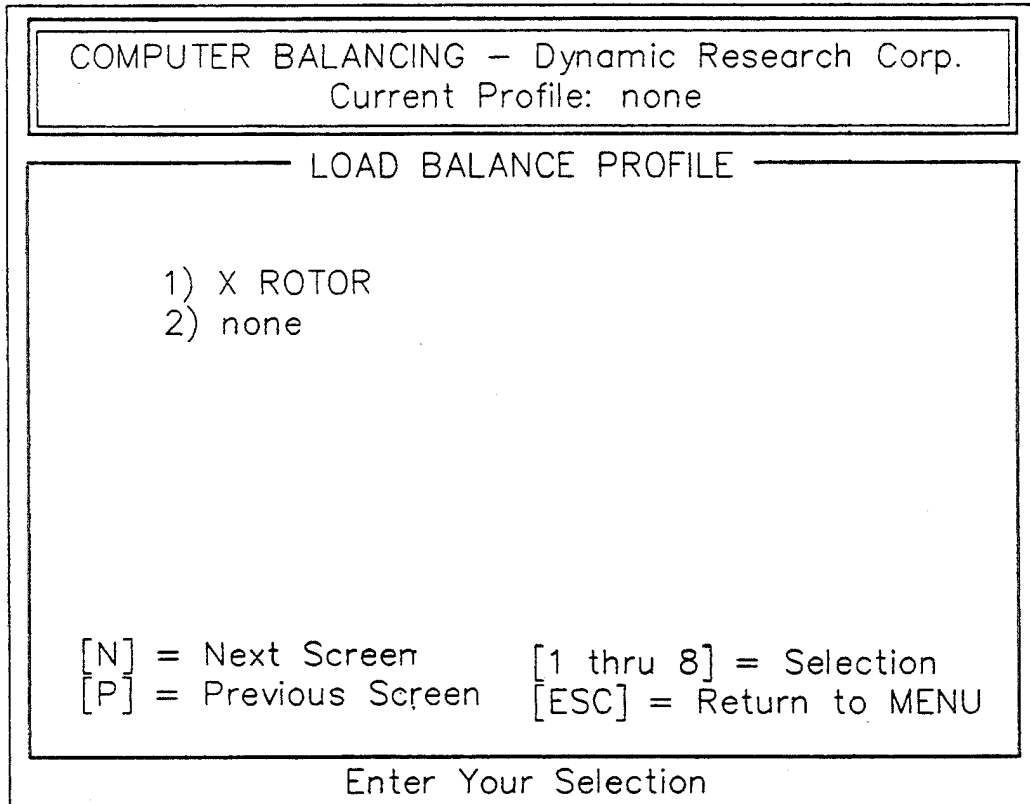 COMPUTER BALANCING – Dynamic Research Corp.
Current Profile: none
LOAD BALANCE PROFILE
1) X ROTOR
2) none
[N] = Next Screen
[P] = Previous Screen
[1 thru 8] = Selection
[ESC] = Return to MENU
Enter Your Selection